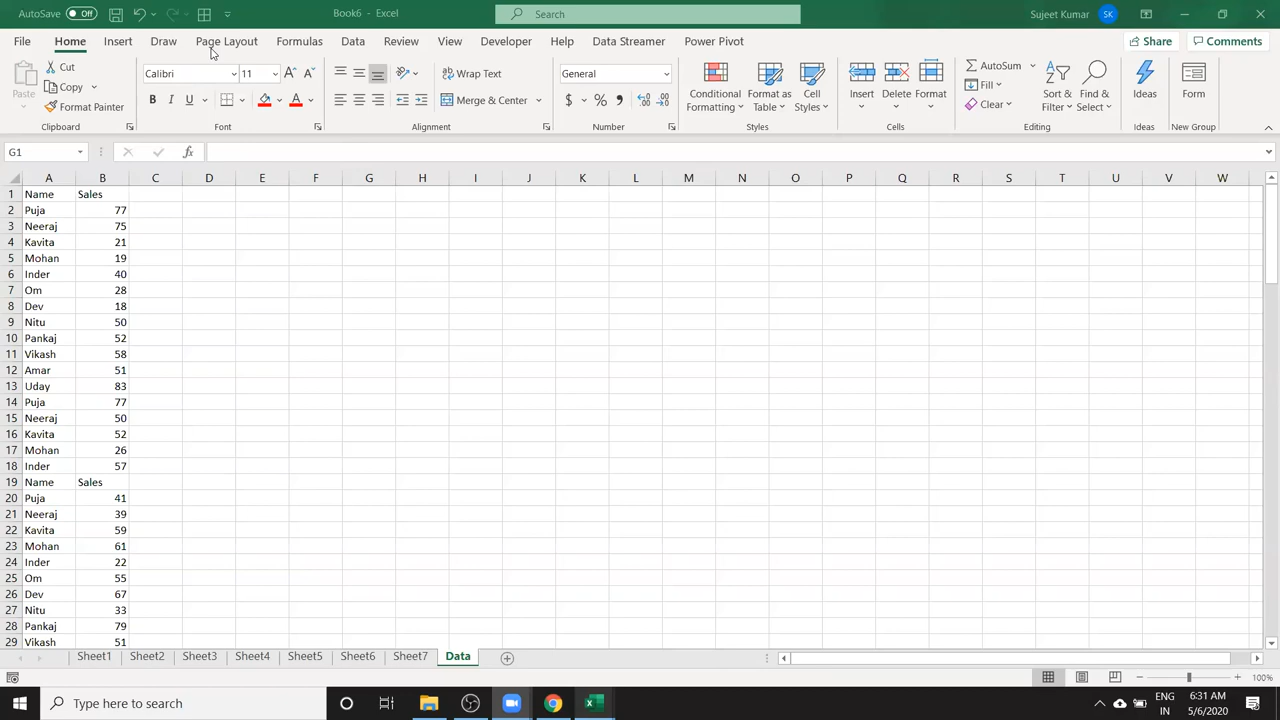 AutoSave Off Book6 - Excel Search Sujeet Kumar SK
File Home Insert Draw Page Layout Formulas Data Review View Developer Help Data Streamer Power Pivot Share Comments
Paste Cut Copy Format Painter Clipboard
Calibri 11 B I U A Font
Wrap Text Merge & Center Alignment
General $ % Number
Conditional Formatting Format as Table Cell Styles Styles
Insert Delete Format Cells
AutoSum Fill Clear Sort & Filter Find & Select Editing
Ideas Ideas
Form New Group
G1 fx
A B C D E F G H I J K L M N O P Q R S T U V W
1 Name Sales
2 Puja 77
3 Neeraj 75
4 Kavita 21
5 Mohan 19
6 Inder 40
7 Om 28
8 Dev 18
9 Nitu 50
10 Pankaj 52
11 Vikash 58
12 Amar 51
13 Uday 83
14 Puja 77
15 Neeraj 50
16 Kavita 52
17 Mohan 26
18 Inder 57
19 Name Sales
20 Puja 41
21 Neeraj 39
22 Kavita 59
23 Mohan 61
24 Inder 22
25 Om 55
26 Dev 67
27 Nitu 33
28 Pankaj 79
29 Vikash 51
Sheet1 Sheet2 Sheet3 Sheet4 Sheet5 Sheet6 Sheet7 Data
100%
Type here to search ENG IN 6:31 AM 5/6/2020